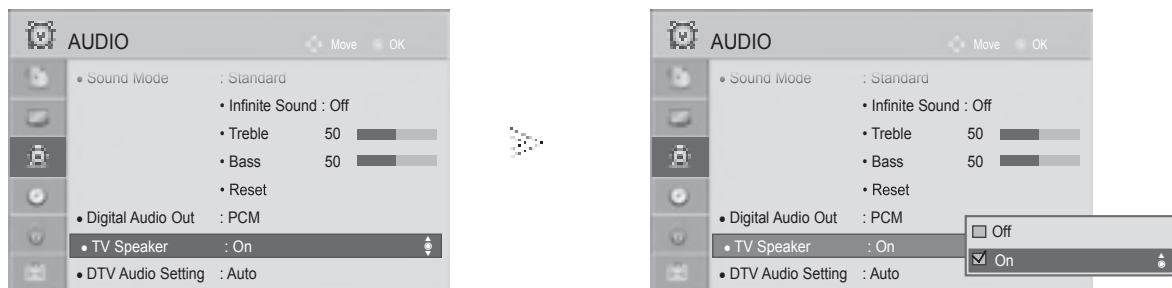 AUDIO
Move OK
• Sound Mode : Standard
• Infinite Sound : Off
• Treble 50
• Bass 50
• Reset
• Digital Audio Out : PCM
• TV Speaker : On
• DTV Audio Setting : Auto
AUDIO
Move OK
• Sound Mode : Standard
• Infinite Sound : Off
• Treble 50
• Bass 50
• Reset
• Digital Audio Out : PCM
• TV Speaker : On
• DTV Audio Setting : Auto
Off
On